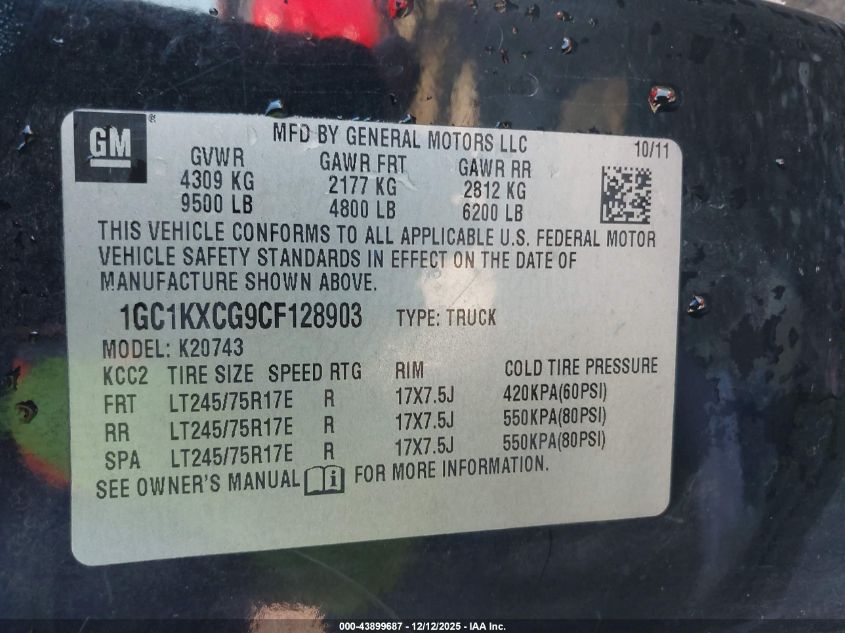 GM ®
MFD BY GENERAL MOTORS LLC 10/11
GVWR GAWR FRT GAWR RR
4309 KG 2177 KG 2812 KG
9500 LB 4800 LB 6200 LB
THIS VEHICLE CONFORMS TO ALL APPLICABLE U.S. FEDERAL MOTOR
VEHICLE SAFETY STANDARDS IN EFFECT ON THE DATE OF
MANUFACTURE SHOWN ABOVE.
1GC1KXCG9CF128903 TYPE: TRUCK
MODEL: K20743
KCC2 TIRE SIZE SPEED RTG RIM COLD TIRE PRESSURE
FRT LT245/75R17E R 17X7.5J 420KPA(60PSI)
RR LT245/75R17E R 17X7.5J 550KPA(80PSI)
SPA LT245/75R17E R 17X7.5J 550KPA(80PSI)
SEE OWNER'S MANUAL FOR MORE INFORMATION.
000-43899687 - 12/12/2025 - IAA Inc.